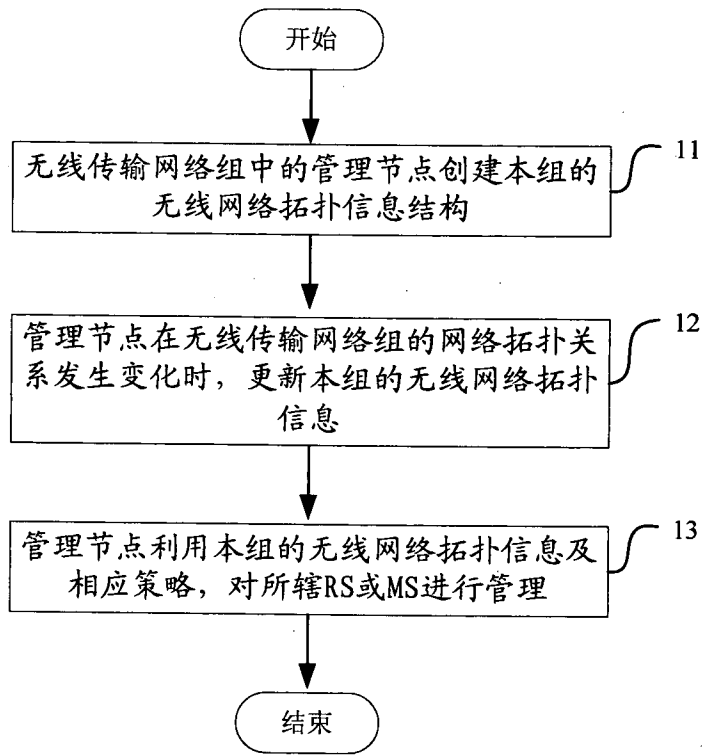 开始
无线传输网络组中的管理节点创建本组的
无线网络拓扑信息结构
11
管理节点在无线传输网络组的网络拓扑关
系发生变化时，更新本组的无线网络拓扑
信息
12
管理节点利用本组的无线网络拓扑信息及
相应策略，对所辖RS或MS进行管理
13
结束